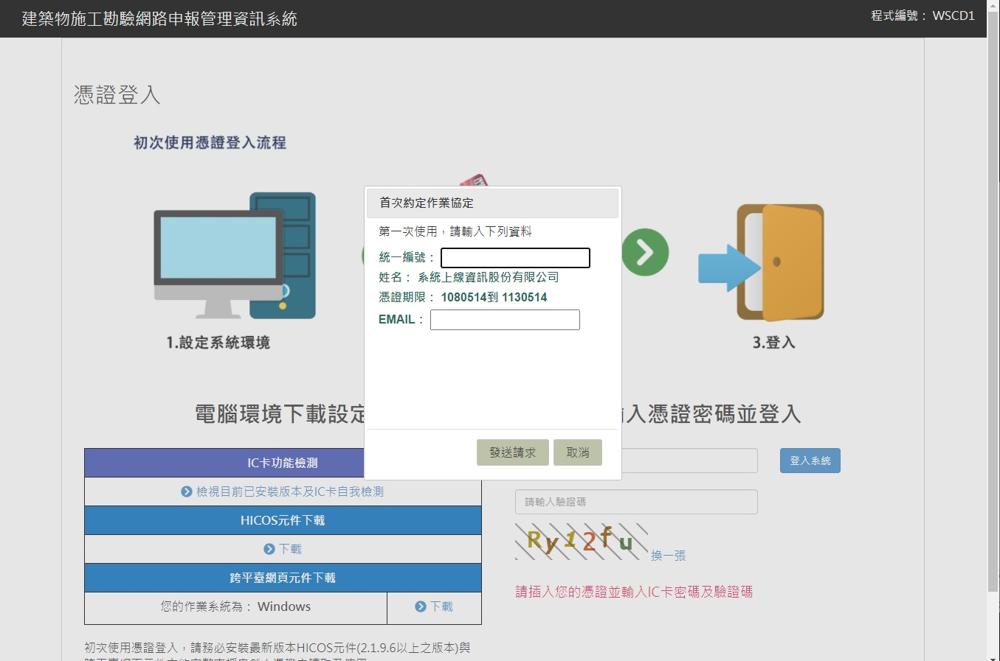 建築物施工勘驗網路申報管理資訊系統
程式編號： WSCD1
憑證登入
初次使用憑證登入流程
1.設定系統環境
3.登入
首次約定作業協定
第一次使用，請輸入下列資料
統一編號：
姓名： 系統上線資訊股份有限公司
憑證期限： 1080514到 1130514
EMAIL：
發送請求
取消
電腦環境下載設定
入憑證密碼並登入
IC卡功能檢測
檢視目前已安裝版本及IC卡自我檢測
HICOS元件下載
下載
跨平臺網頁元件下載
您的作業系統為： Windows
下載
登入系統
請輸入驗證碼
Ry12fu
換一張
請插入您的憑證並輸入IC卡密碼及驗證碼
初次使用憑證登入，請務必安裝最新版本HICOS元件(2.1.9.6以上之版本)與